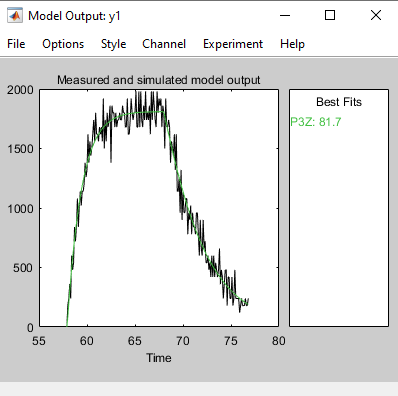 Model Output: y1
File Options Style Channel Experiment Help
Measured and simulated model output
2000
1500
1000
500
0
55 60 65 70 75 80
Time
Best Fits
P3Z: 81.7